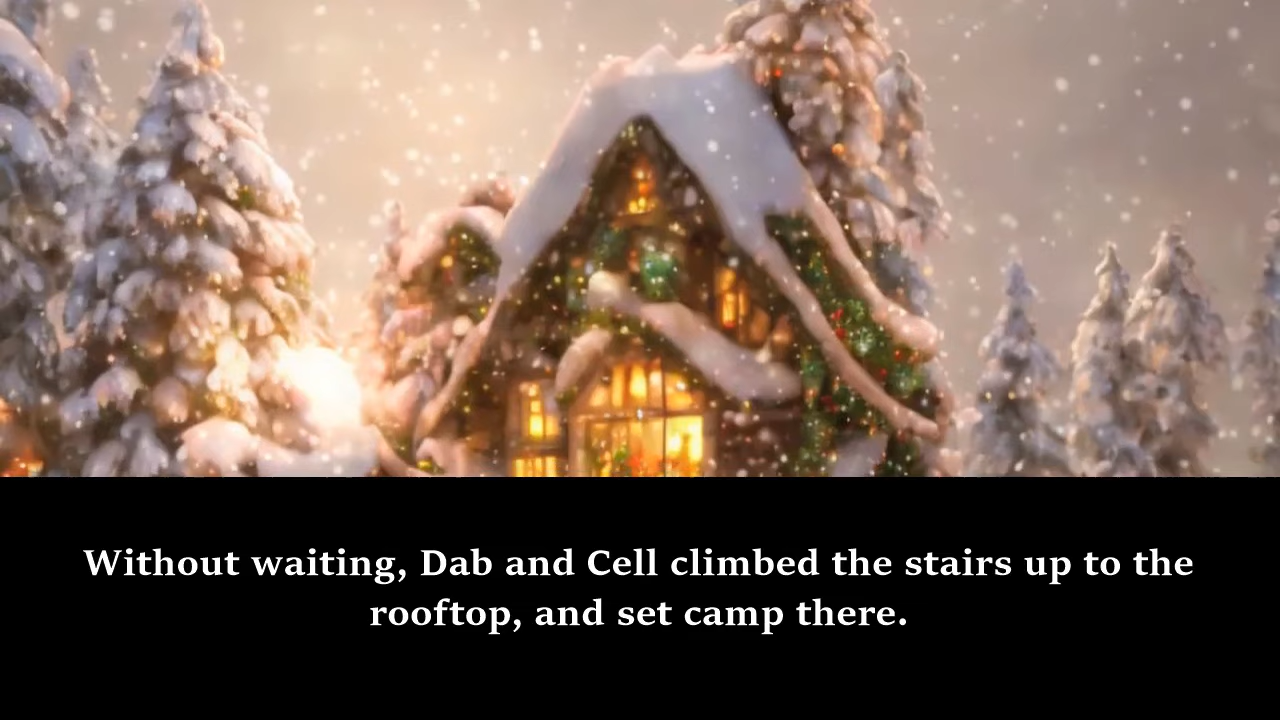 Without waiting, Dab and Cell climbed the stairs up to the
rooftop, and set camp there.